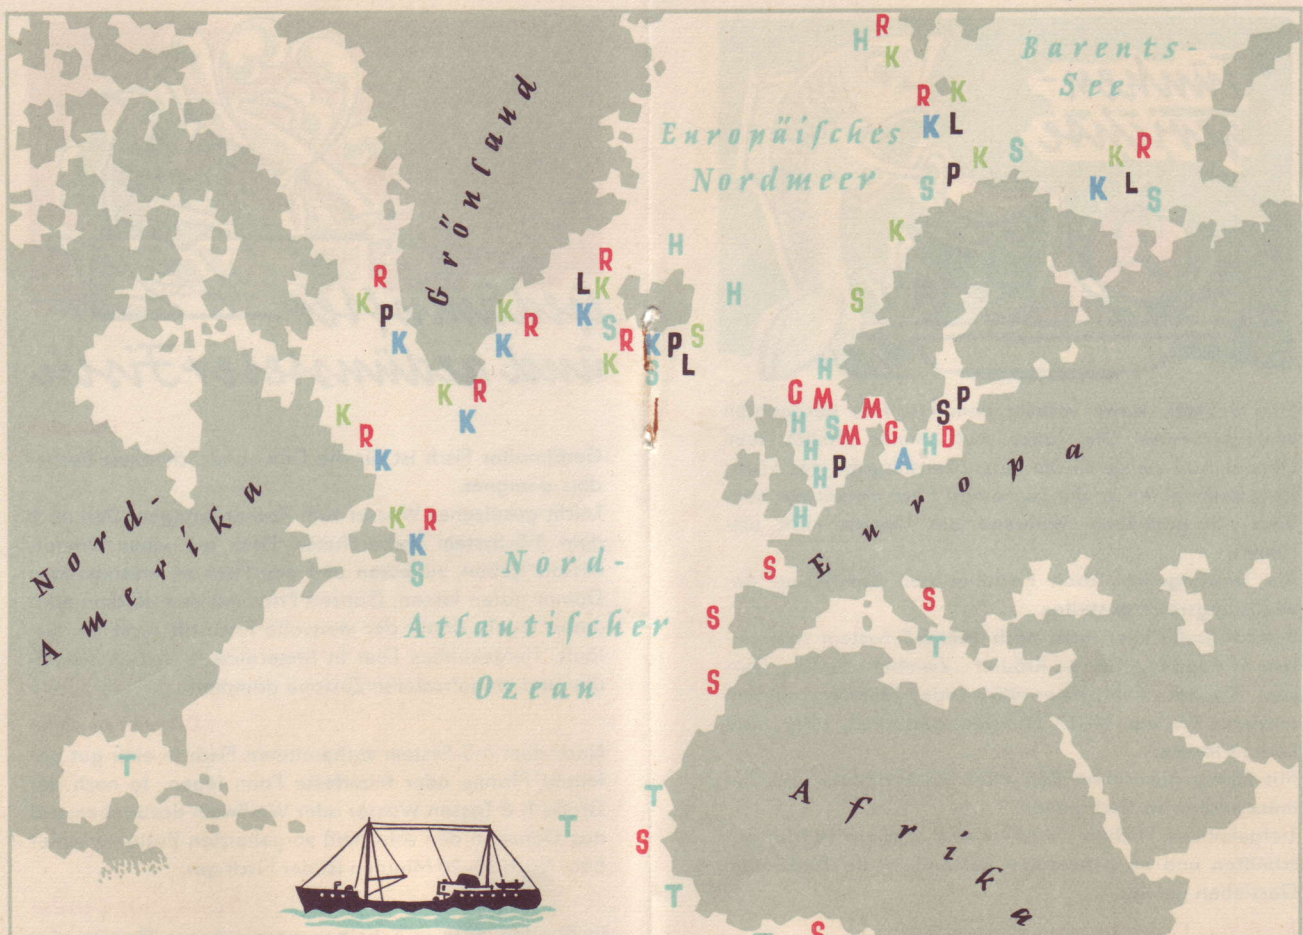 Barents-
See
Europäiſches
Nordmeer
Grönland
Nord-
Amerika
Nord-
Atlantiſcher
Ozean
Europa
Afrika
H R
K
R K
K L
K S
S P
K R
K L S
K
H
H
S
R
K
P
K
K R
K
R
L K
K S
R
K
K P S
S L
K R
K
K
R
K
K R
K
S
H
G M
H S M
M G
H P
H
H
A H D
S P
S
S
S
S
T
T
T
T
S
T
S